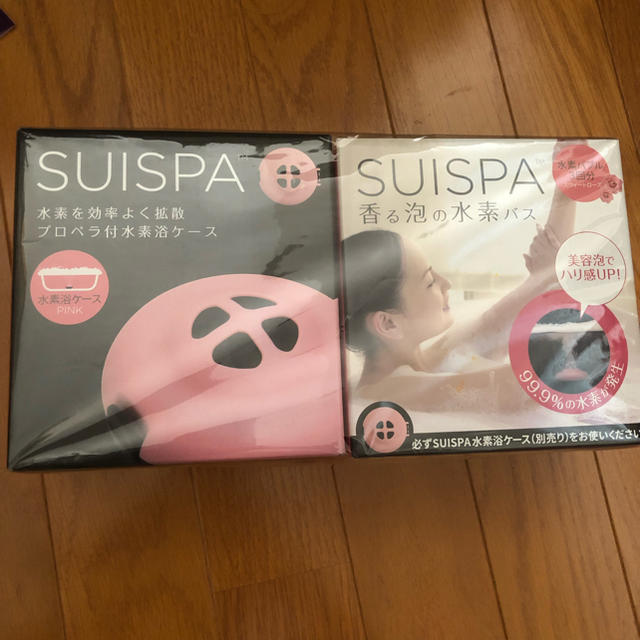 SUISPA
水素を効率よく拡散
プロペラ付水素浴ケース
水素浴ケース
PINK
SUISPA
香る泡の水素バス
水素バブル
美容泡で
ハリ感UP!
99.9%の水素が発生
必ずSUISPA水素浴ケース(別売り)をお使いください